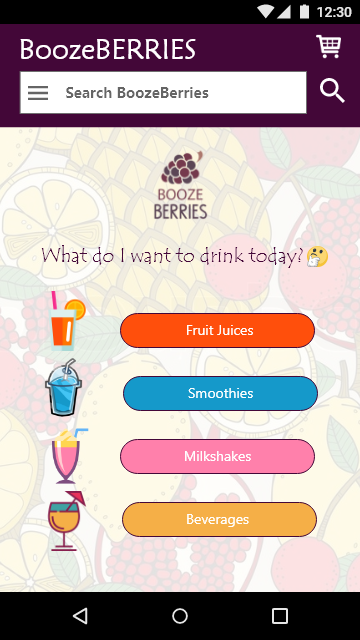 12:30
BoozeBERRIES
Search BoozeBerries
BOOZE
BERRIES
What do I want to drink today?🤔
Fruit Juices
Smoothies
Milkshakes
Beverages